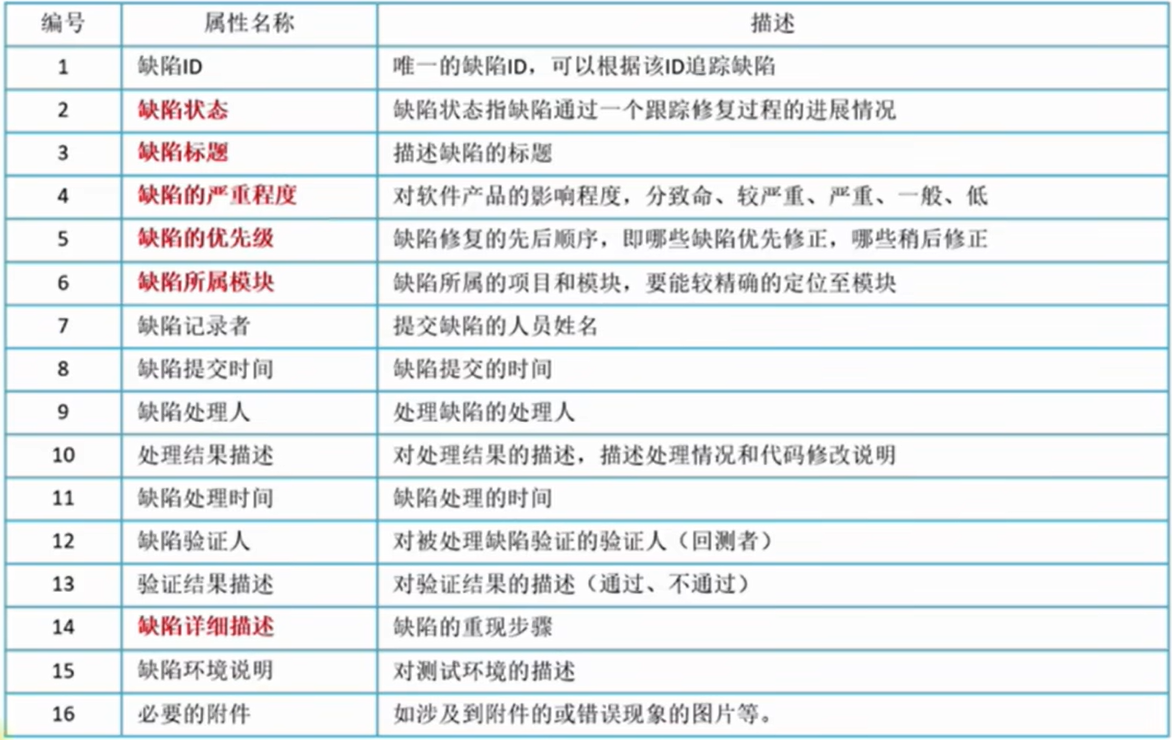 编号 属性名称 描述
1 缺陷ID 唯一的缺陷ID，可以根据该ID追踪缺陷
2 缺陷状态 缺陷状态指缺陷通过一个跟踪修复过程的进展情况
3 缺陷标题 描述缺陷的标题
4 缺陷的严重程度 对软件产品的影响程度，分致命、较严重、严重、一般、低
5 缺陷的优先级 缺陷修复的先后顺序，即哪些缺陷优先修正，哪些稍后修正
6 缺陷所属模块 缺陷所属的项目和模块，要能较精确的定位至模块
7 缺陷记录者 提交缺陷的人员姓名
8 缺陷提交时间 缺陷提交的时间
9 缺陷处理人 处理缺陷的处理人
10 处理结果描述 对处理结果的描述，描述处理情况和代码修改说明
11 缺陷处理时间 缺陷处理的时间
12 缺陷验证人 对被处理缺陷验证的验证人（回测者）
13 验证结果描述 对验证结果的描述（通过、不通过）
14 缺陷详细描述 缺陷的重现步骤
15 缺陷环境说明 对测试环境的描述
16 必要的附件 如涉及到附件的或错误现象的图片等。